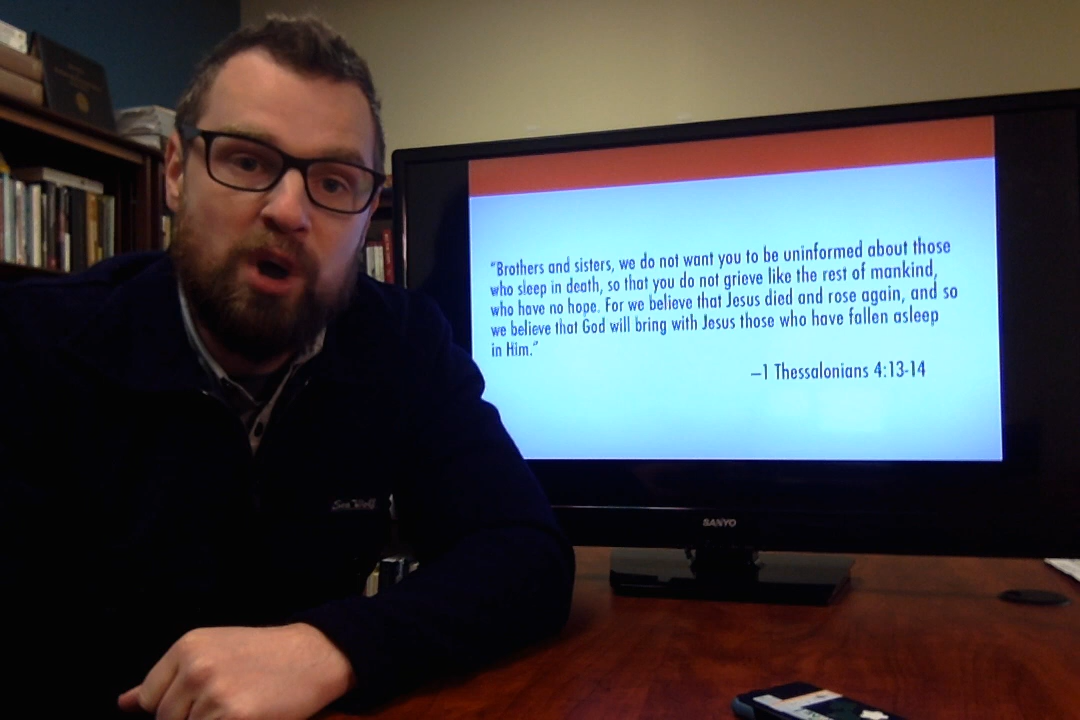 “Brothers and sisters, we do not want you to be uninformed about those
who sleep in death, so that you do not grieve like the rest of mankind,
who have no hope. For we believe that Jesus died and rose again, and so
we believe that God will bring with Jesus those who have fallen asleep
in Him.”
–1 Thessalonians 4:13-14
SANYO